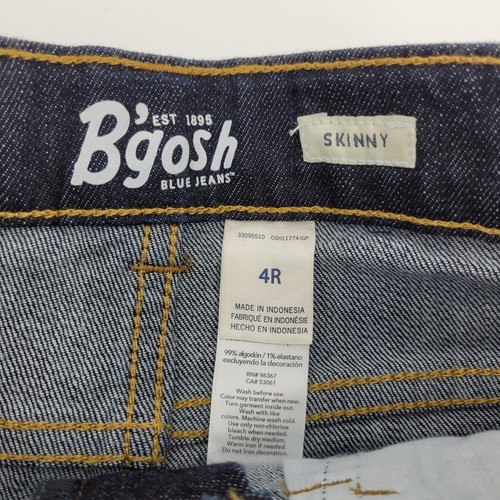 B'gosh
EST 1895
BLUE JEANS™
SKINNY
33095510 OSH11774-IGP
4R
MADE IN INDONESIA
FABRIQUÉ EN INDONÉSIE
HECHO EN INDONESIA
99% algodón / 1% elastano
excluyendo la decoración
RN# 96367
CA# 53061
Wash before use.
Color may transfer when new.
Turn garment inside out.
Wash with like
colors. Machine wash cold.
Use only non-chlorine
bleach when needed.
Tumble dry medium.
Warm iron if needed.
Do not iron decoration.